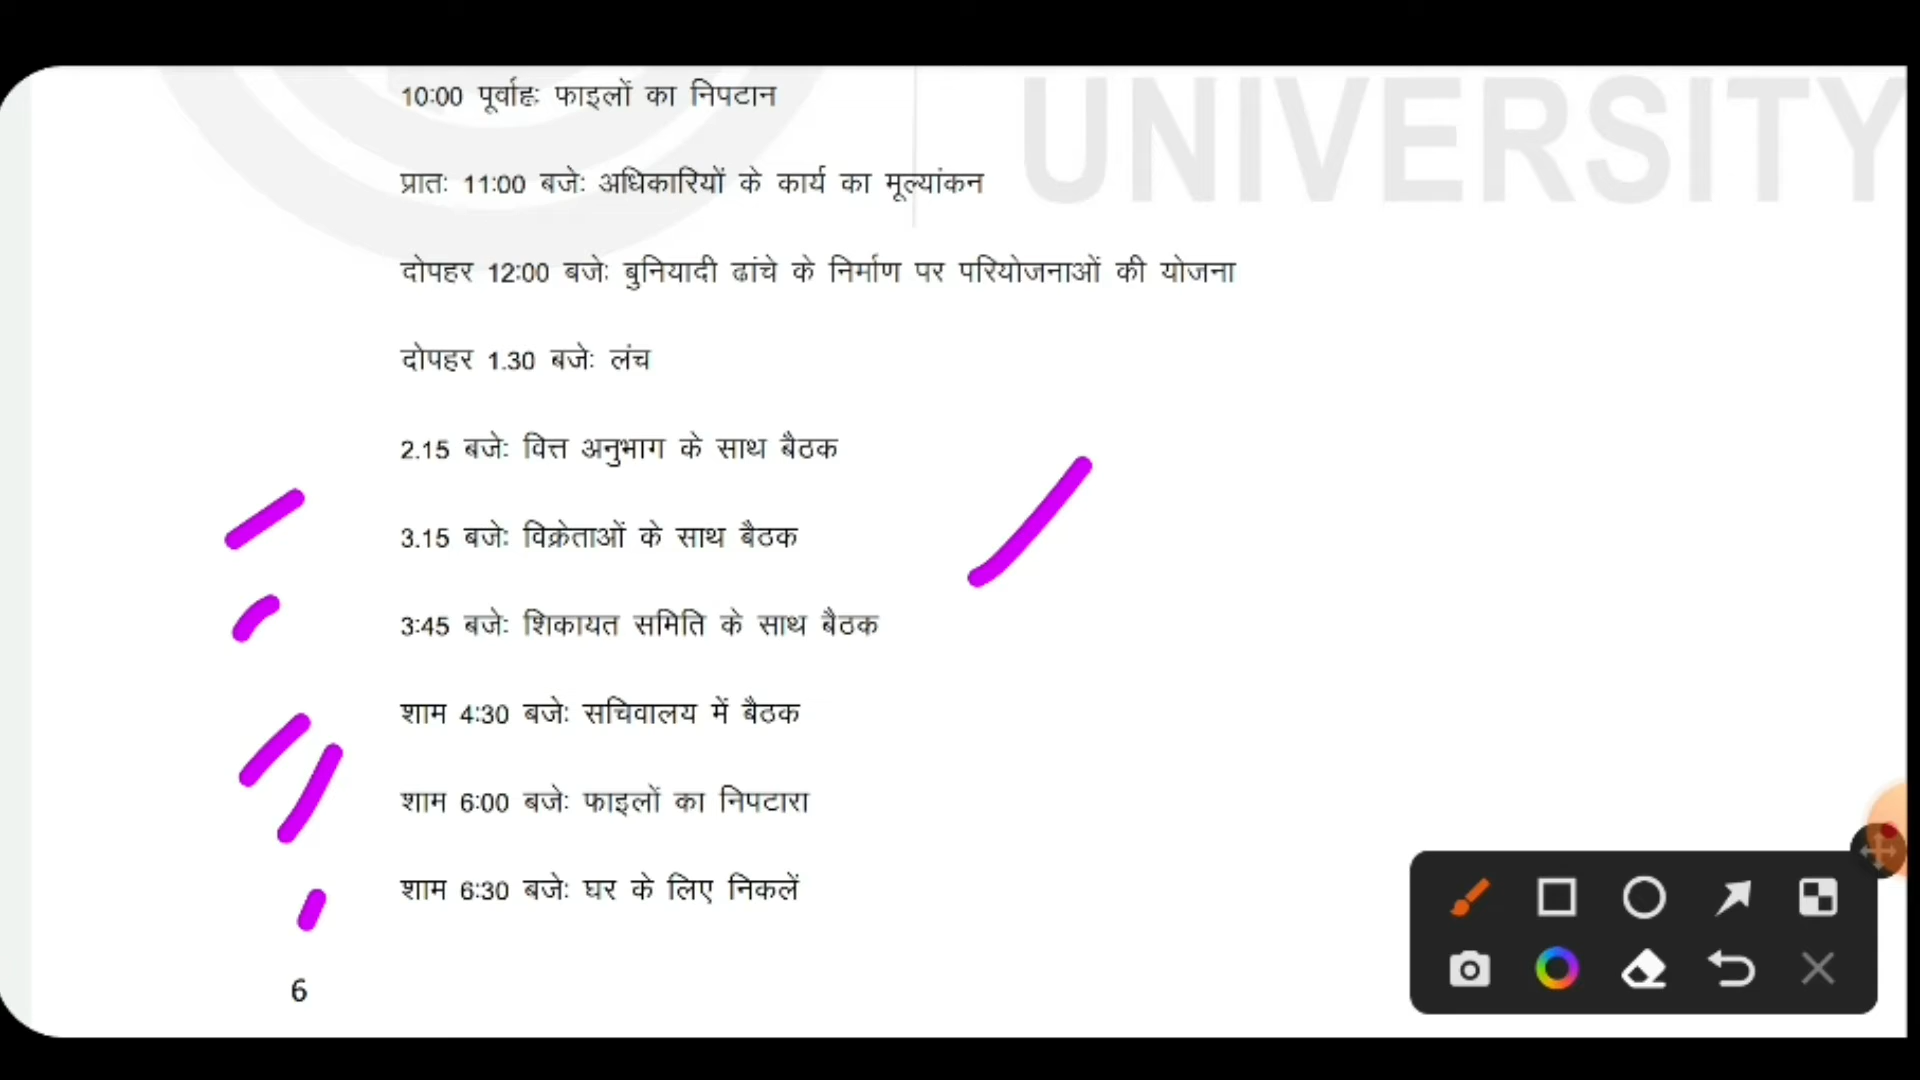 UNIVERSITY
10:00 पूर्वाह्नः फाइलों का निपटान
प्रातः 11:00 बजेः अधिकारियों के कार्य का मूल्यांकन
दोपहर 12:00 बजेः बुनियादी ढांचे के निर्माण पर परियोजनाओं की योजना
दोपहर 1.30 बजेः लंच
2.15 बजेः वित्त अनुभाग के साथ बैठक
3.15 बजेः विक्रेताओं के साथ बैठक
3:45 बजेः शिकायत समिति के साथ बैठक
शाम 4:30 बजेः सचिवालय में बैठक
शाम 6:00 बजेः फाइलों का निपटारा
शाम 6:30 बजेः घर के लिए निकलें
6